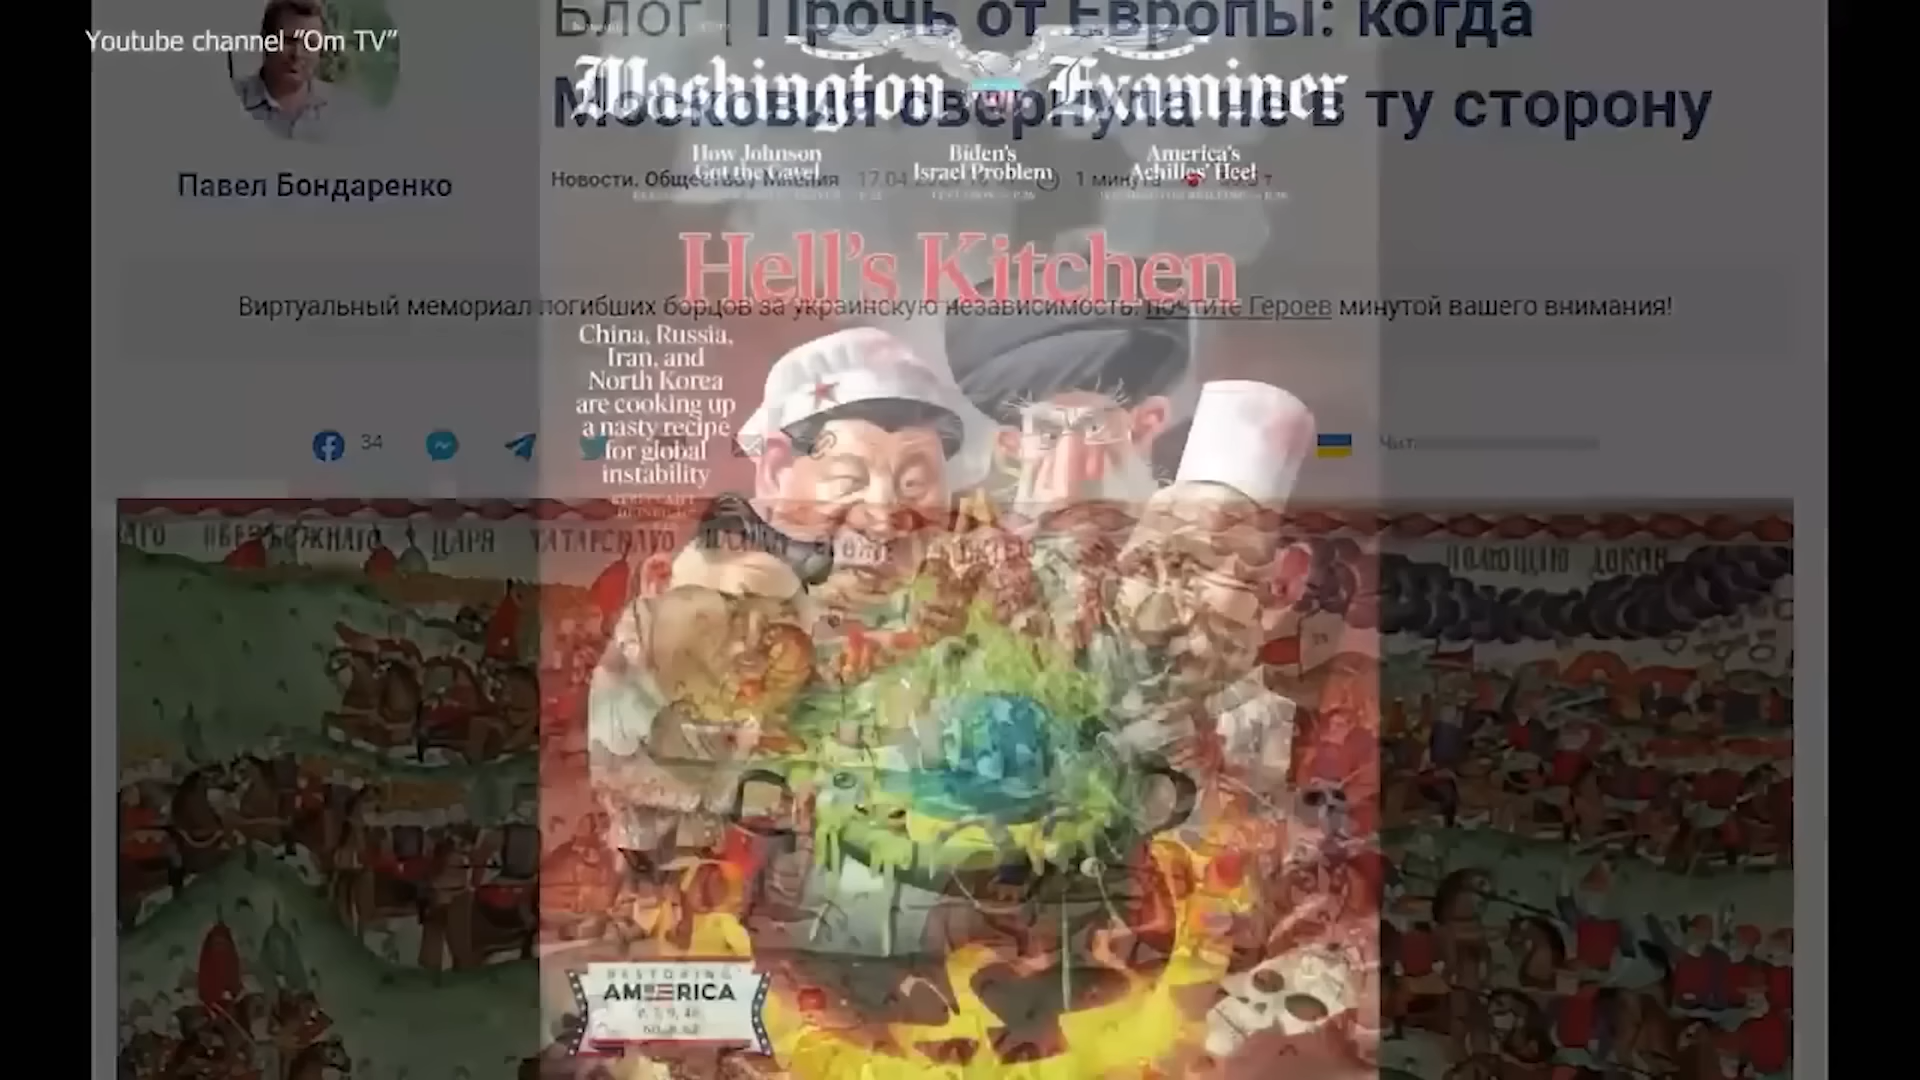 Youtube channel "Om TV"
Блог | Прочь от Европы: когда
Московия свернула не в ту сторону
Washington Examiner
How Johnson
Got the Gavel
Biden's
Israel Problem
America's
Achilles' Heel
Павел Бондаренко
Новости. Общество / Мнения 17.04 1 минута
Hell's Kitchen
Виртуальный мемориал погибших борцов за украинскую независимость: почтите Героев минутой вашего внимания!
China, Russia,
Iran, and
North Korea
are cooking up
a nasty recipe
for global
instability
34
ЦАРЯ ТАТАРСКАГО
RESTORING
AMERICA